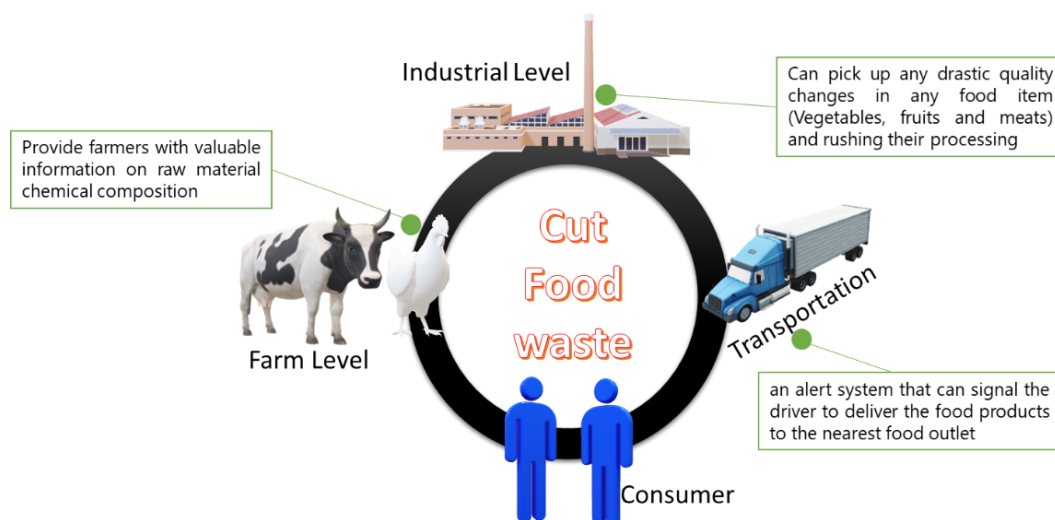 Industrial Level
Can pick up any drastic quality
changes in any food item
(Vegetables, fruits and meats)
and rushing their processing
Provide farmers with valuable
information on raw material
chemical composition
Cut
Food
waste
Farm Level
Transportation
an alert system that can signal the
driver to deliver the food products
to the nearest food outlet
Consumer